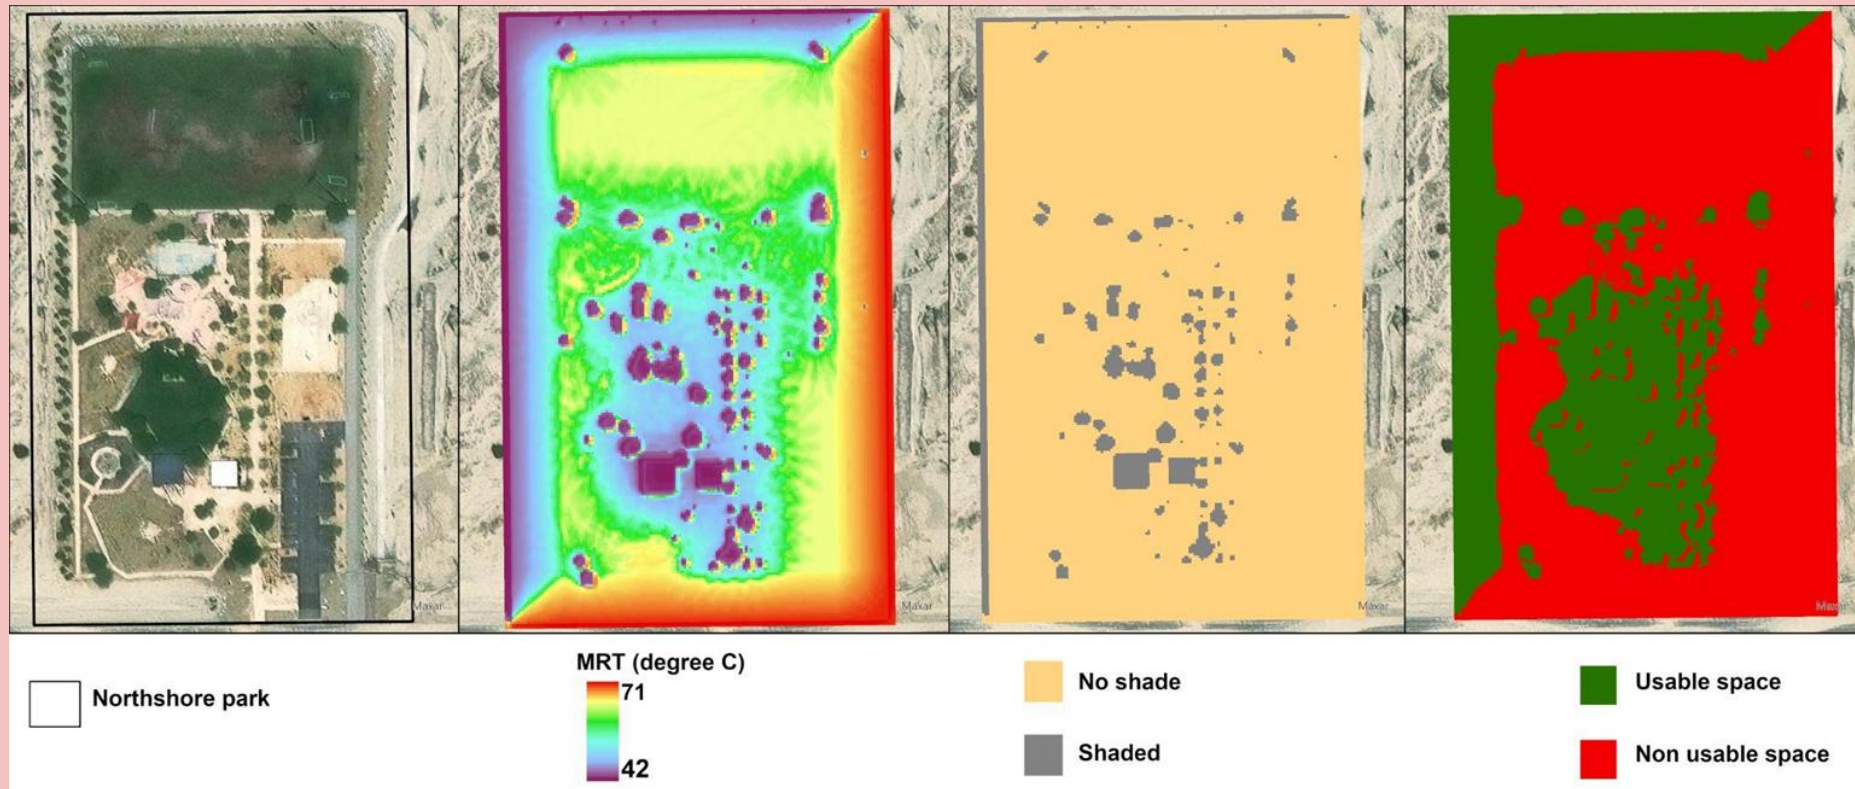 Maxar
Maxar
Maxar
Maxar
Northshore park
MRT (degree C)
71
42
No shade
Shaded
Usable space
Non usable space